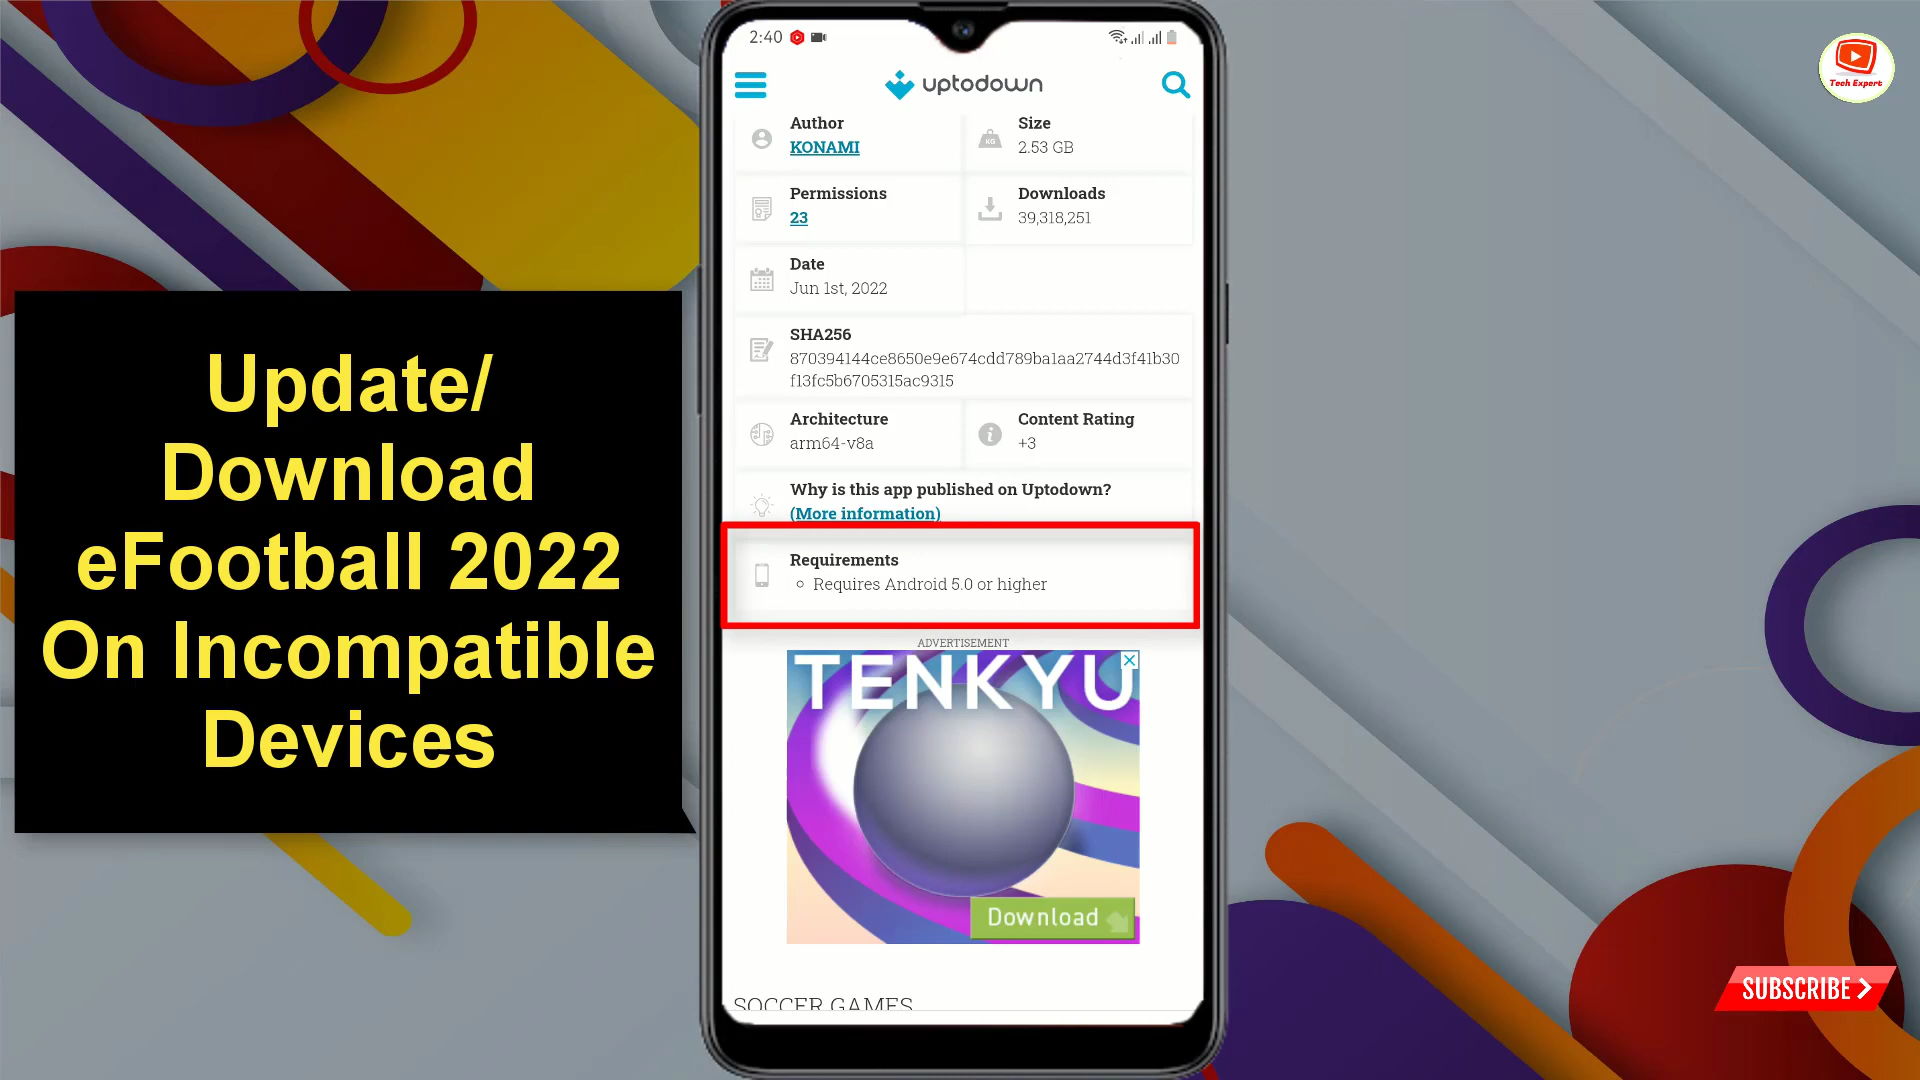 Update/
Download
eFootball 2022
On Incompatible
Devices
2:40
uptodown
Author
KONAMI
Size
2.53 GB
Permissions
23
Downloads
39,318,251
Date
Jun 1st, 2022
SHA256
870394144ce8650e9e674cdd789ba1aa2744d3f41b30
f13fc5b6705315ac9315
Architecture
arm64-v8a
Content Rating
+3
Why is this app published on Uptodown?
(More information)
Requirements
Requires Android 5.0 or higher
ADVERTISEMENT
TENKYU
Download
SOCCER GAMES
Tech Expert
SUBSCRIBE